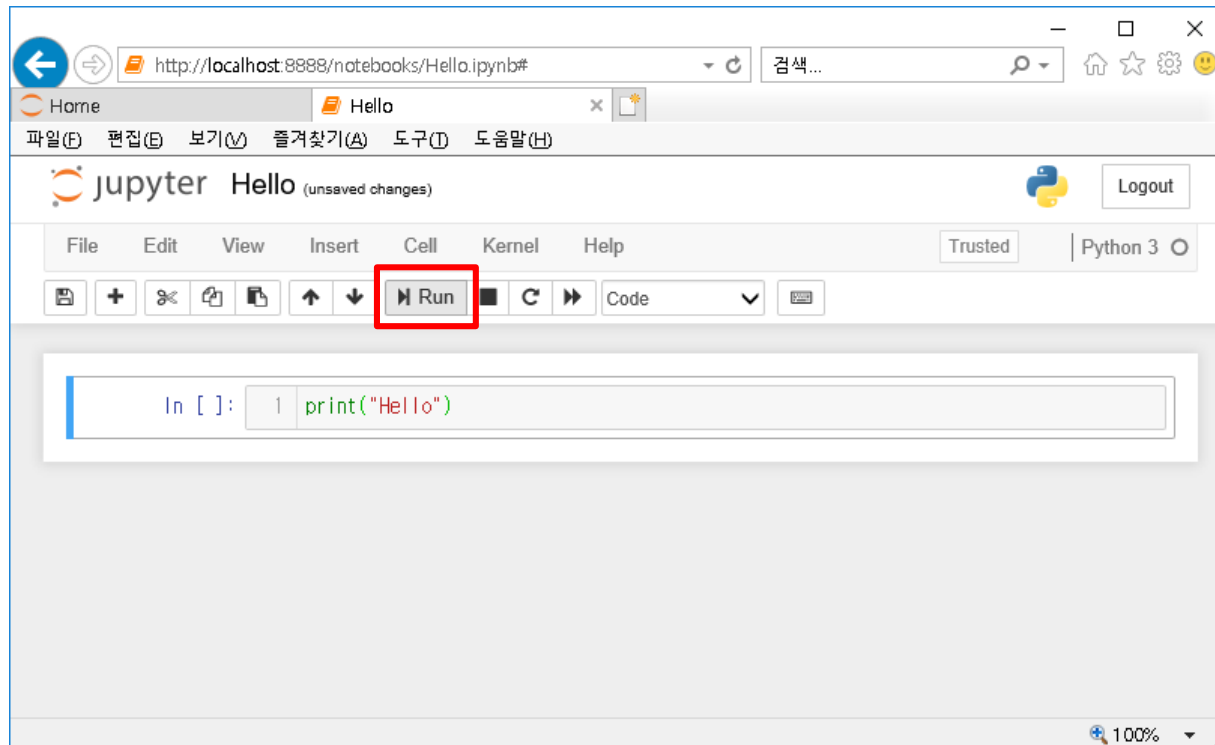 http://localhost:8888/notebooks/Hello.ipynb# 검색...
Home Hello
파일(F) 편집(E) 보기(V) 즐겨찾기(A) 도구(T) 도움말(H)
jupyter Hello (unsaved changes) Logout
File Edit View Insert Cell Kernel Help Trusted Python 3
Run Code
In [ ]: 1 print("Hello")
100%